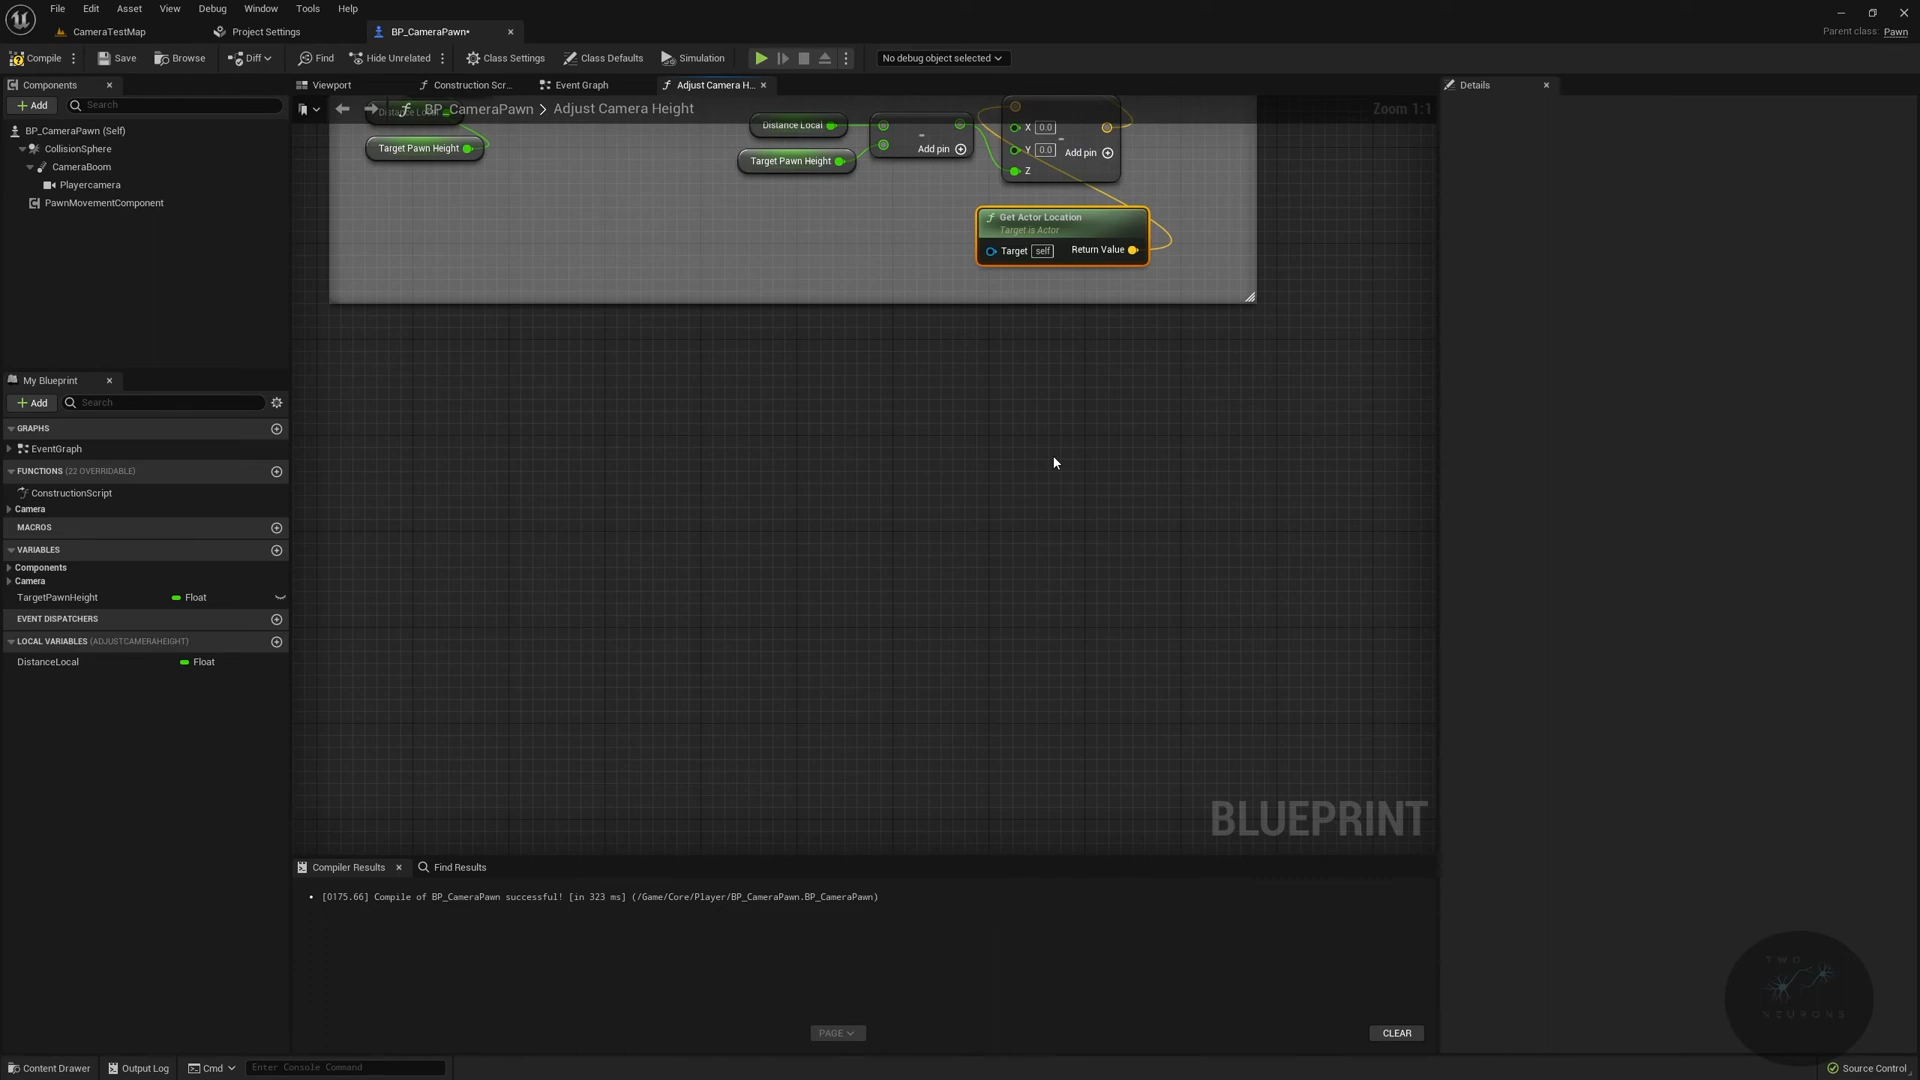 File Edit Asset View Debug Window Tools Help
CameraTestMap Project Settings BP_CameraPawn*
Parent class: Pawn
Compile Save Browse Diff Find Hide Unrelated Class Settings Class Defaults Simulation No debug object selected
Components
Viewport Construction Scr... Event Graph Adjust Camera H...
Details
Add Search
BP_CameraPawn > Adjust Camera Height
Zoom 1:1
BP_CameraPawn (Self)
CollisionSphere
CameraBoom
Playercamera
PawnMovementComponent
Distance Local
Target Pawn Height
Distance Local
Target Pawn Height
-
Add pin
X 0.0
Y 0.0
-
Add pin
Z
Get Actor Location
Target is Actor
Target self Return Value
My Blueprint
Add Search
GRAPHS
EventGraph
FUNCTIONS (22 OVERRIDABLE)
ConstructionScript
Camera
MACROS
VARIABLES
Components
Camera
TargetPawnHeight Float
EVENT DISPATCHERS
LOCAL VARIABLES (ADJUSTCAMERAHEIGHT)
DistanceLocal Float
BLUEPRINT
Compiler Results Find Results
[0175.66] Compile of BP_CameraPawn successful! [in 323 ms] (/Game/Core/Player/BP_CameraPawn.BP_CameraPawn)
TWO
NEURONS
PAGE
CLEAR
Content Drawer Output Log Cmd Enter Console Command
Source Control